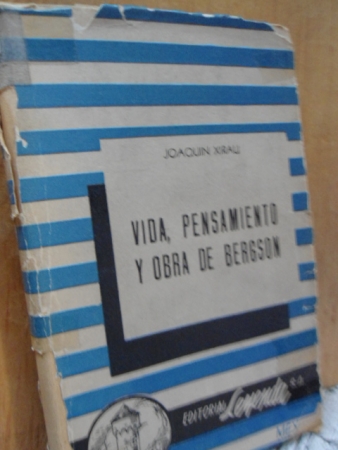 JOAQUIN XIRAU
VIDA, PENSAMIENTO
Y OBRA DE BERGSON
EDITORIAL Leyenda S.A.